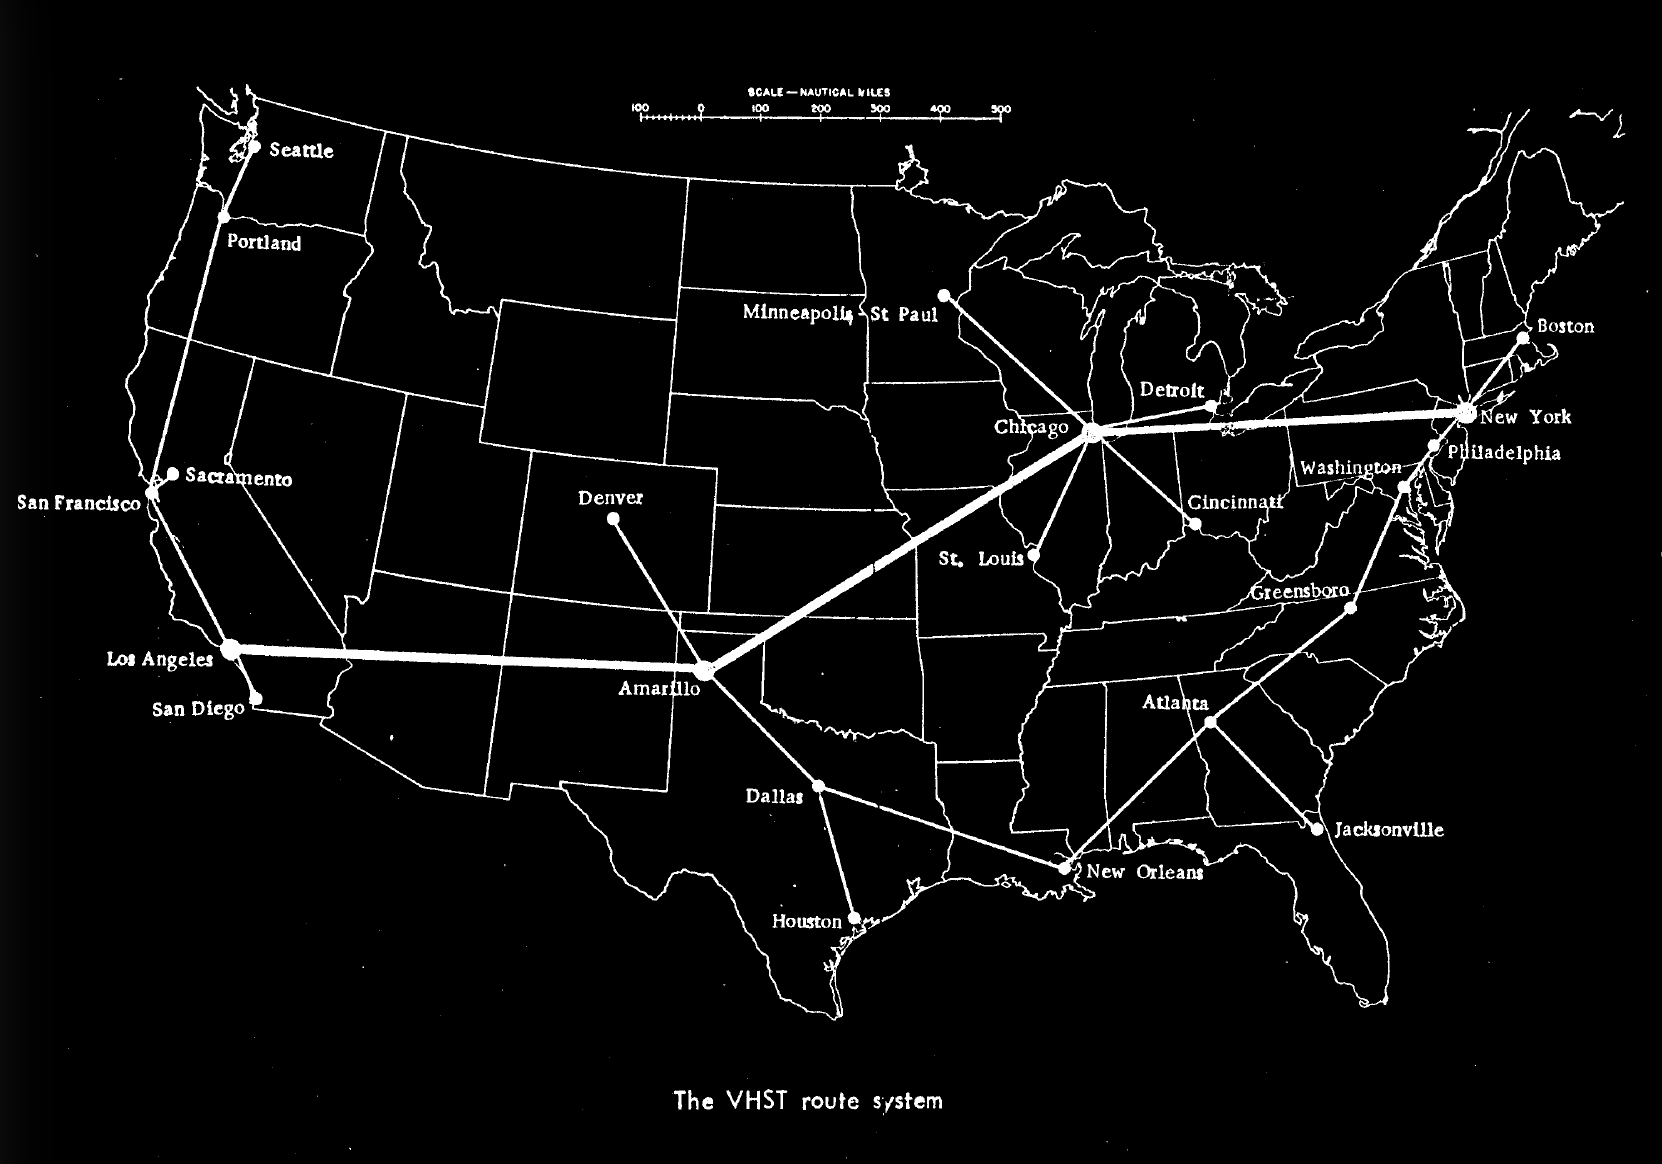 SCALE — NAUTICAL MILES
100 0 100 200 300 400 500
Seattle
Portland
Minneapolis St Paul
Boston
Detroit
New York
Chicago
Philadelphia
Washington
Sacramento
San Francisco
Denver
Cincinnati
St. Louis
Greensboro
Los Angeles
Amarillo
San Diego
Atlanta
Dallas
Jacksonville
New Orleans
Houston
The VHST route system